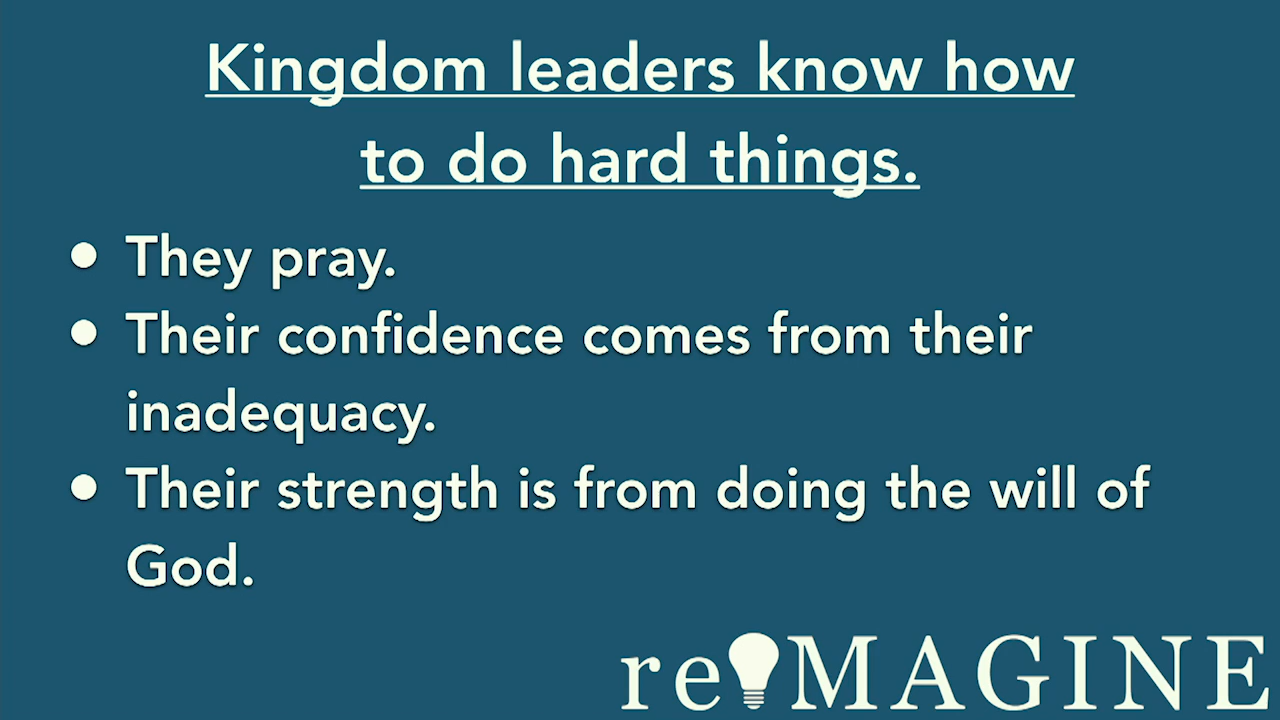 Kingdom leaders know how
to do hard things.
• They pray.
• Their confidence comes from their
inadequacy.
• Their strength is from doing the will of
God.
reIMAGINE